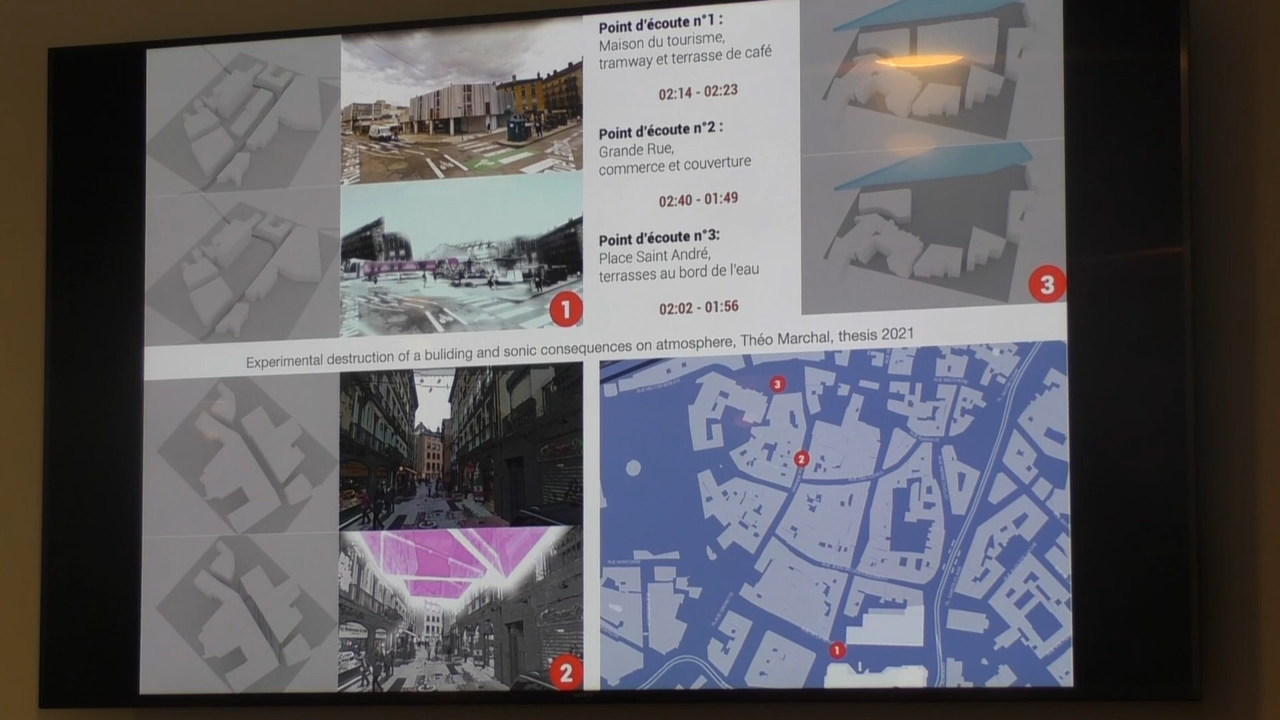 Point d'écoute n°1 :
Maison du tourisme,
tramway et terrasse de café
02:14 - 02:23
Point d'écoute n°2 :
Grande Rue,
commerce et couverture
02:40 - 01:49
Point d'écoute n°3:
Place Saint André,
terrasses au bord de l'eau
02:02 - 01:56
1
3
Experimental destruction of a buliding and sonic consequences on atmosphere, Théo Marchal, thesis 2021
2
3
2
1